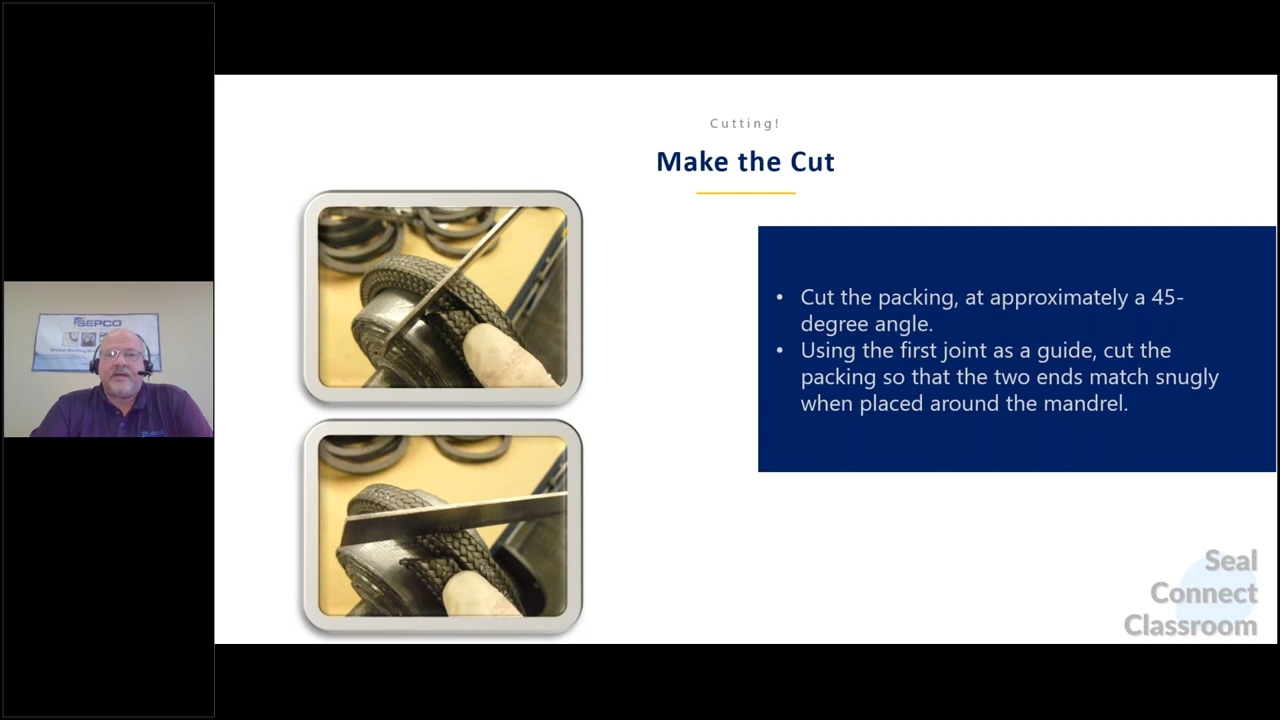 Cutting!
Make the Cut
SEPCO
• Cut the packing, at approximately a 45-
degree angle.
• Using the first joint as a guide, cut the
packing so that the two ends match snugly
when placed around the mandrel.
Seal
Connect
Classroom